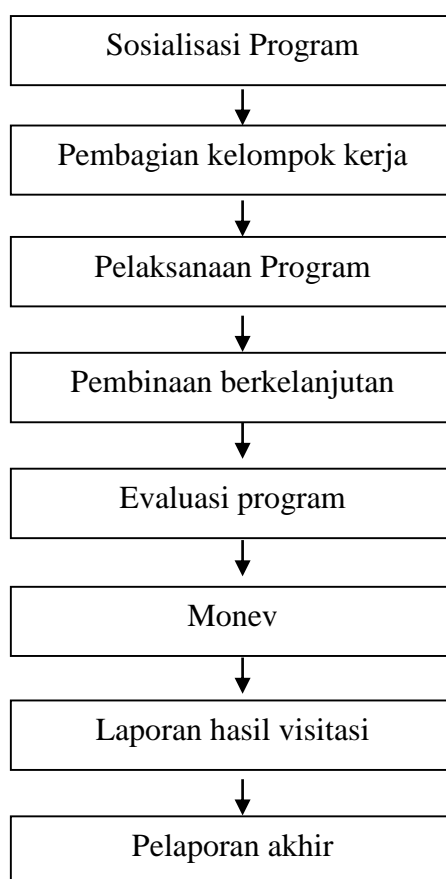 Sosialisasi Program
Pembagian kelompok kerja
Pelaksanaan Program
Pembinaan berkelanjutan
Evaluasi program
Monev
Laporan hasil visitasi
Pelaporan akhir